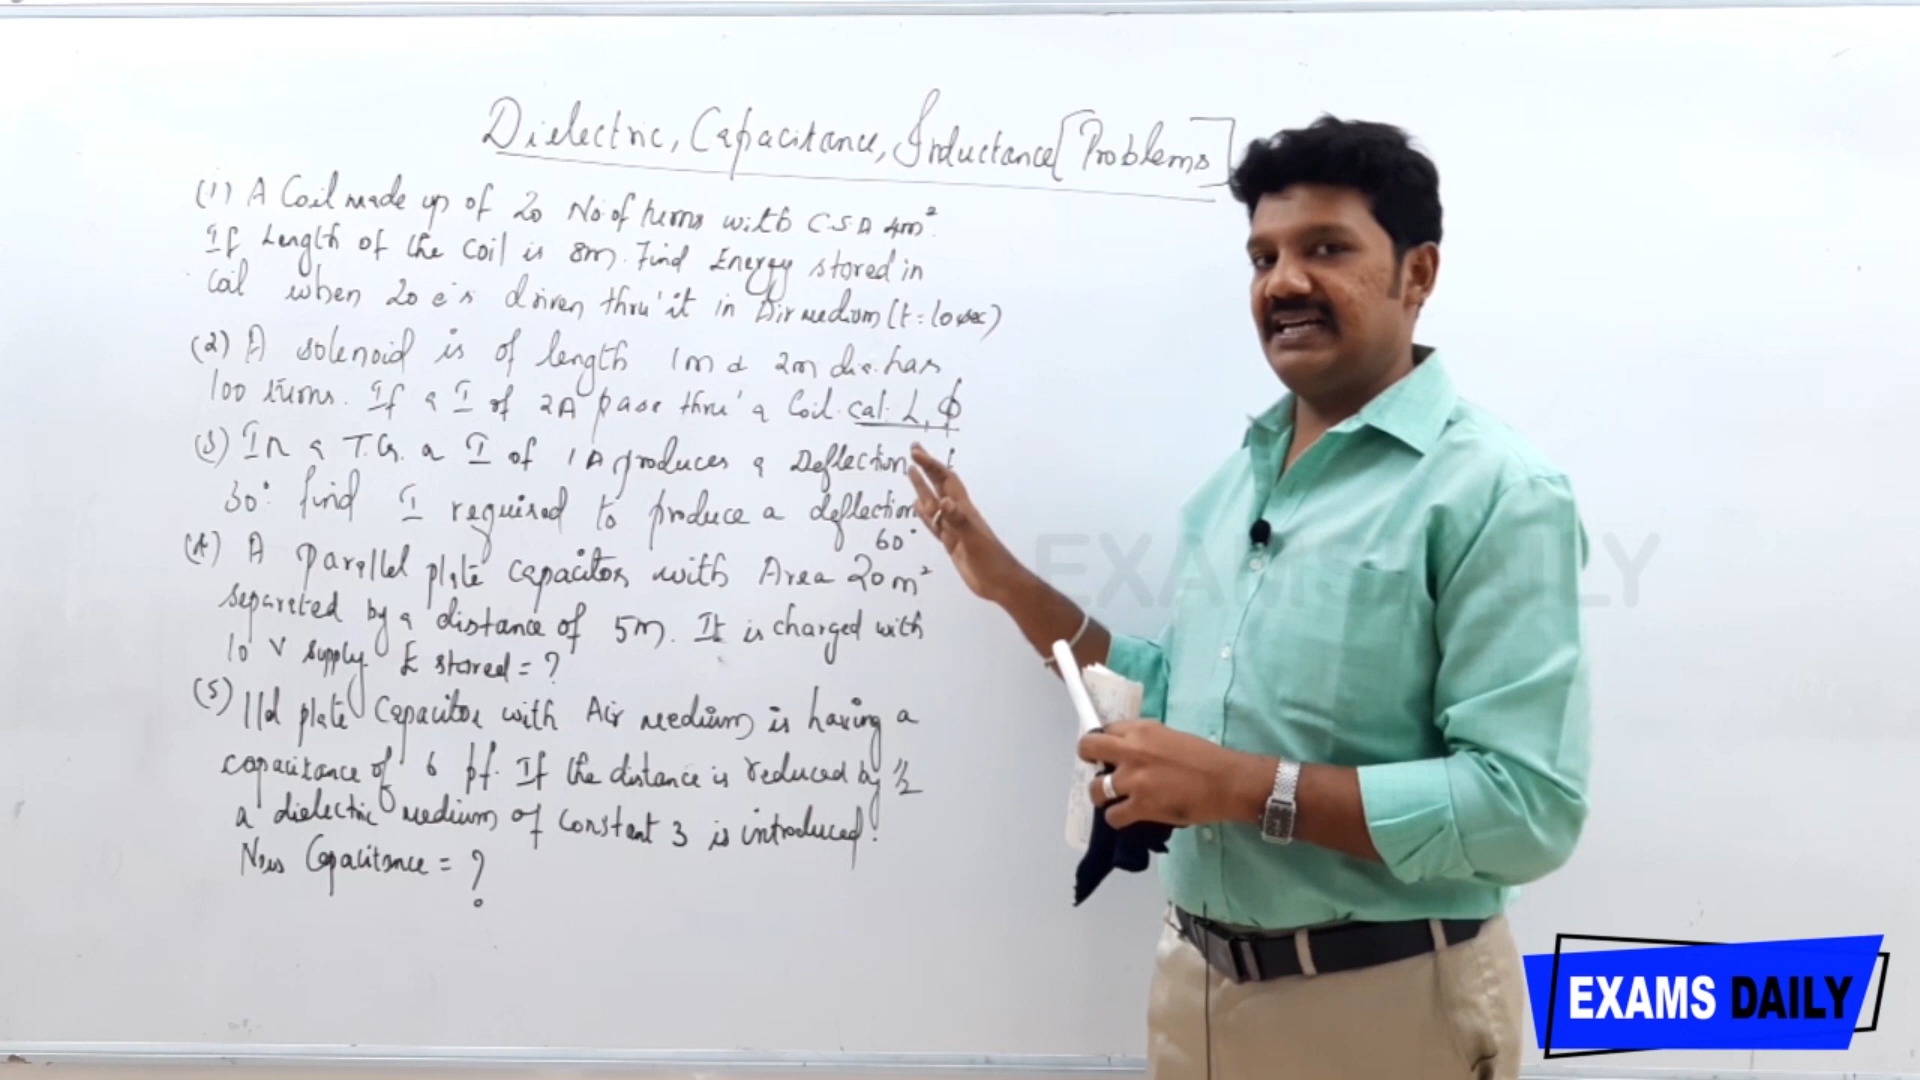 Dielectric, Capacitance, Inductance [Problems]
(1) A Coil made up of 20 No. of turns with C.S.A 4m².
If Length of the coil is 8m. Find Energy stored in
Coil when 20 e⁻s driven thru' it in Air medium (t=10sec)
(2) A solenoid is of length 1m & 2m dia. has
100 turns. If a I of 2A pass thru' a Coil. cal. L, ϕ
(3) In a T.G. a I of 1A produces a Deflection of
30°. find I required to produce a deflection
60°
(4) A parallel plate capacitor with Area 20m²
separated by a distance of 5m. It is charged with
10 V supply. E stored = ?
(5) ||el plate Capacitor with Air medium is having a
capacitance of 6 pf. If the distance is reduced by 1/2
a dielectric medium of constant 3 is introduced.
New Capacitance = ?
EXAMS DAILY
EXAMS DAILY